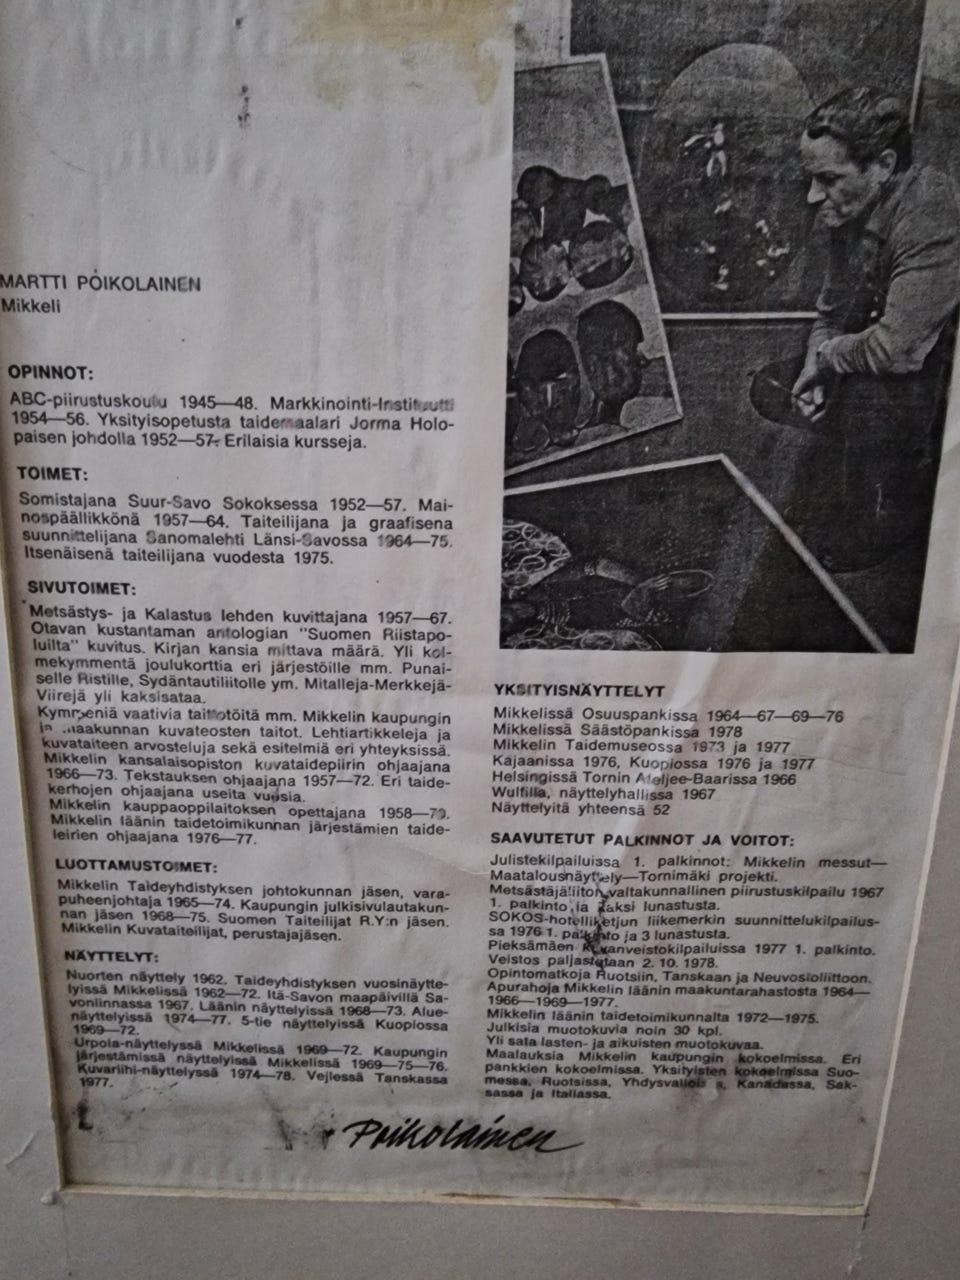 MARTTI POIKOLAINEN
Mikkeli
OPINNOT:
ABC-piirustuskoulu 1945—48. Markkinointi-Instituutti
1954—56. Yksityisopetusta taidemaalari Jorma Holo-
paisen johdolla 1952—57. Erilaisia kursseja.
TOIMET:
Somistajana Suur-Savo Sokoksessa 1952—57. Mai-
nospäällikkönä 1957—64. Taiteilijana ja graafisena
suunnittelijana Sanomalehti Länsi-Savossa 1964—75.
Itsenäisenä taiteilijana vuodesta 1975.
SIVUTOIMET:
Metsästys- ja Kalastus lehden kuvittajana 1957—67.
Otavan kustantaman antologian "Suomen Riistapo-
luilta" kuvitus. Kirjan kansia mittava määrä. Yli kol-
mekymmentä joulukorttia eri järjestöille mm. Punai-
selle Ristille, Sydäntautiliitolle ym. Mitalleja-Merkkejä-
Viirejä yli kaksisataa.
Kymmeniä vaativia taittotöitä mm. Mikkelin kaupungin
ja maakunnan kuvateosten taitot. Lehtiartikkeleja ja
kuvataiteen arvosteluja sekä esitelmiä eri yhteyksissä.
Mikkelin kansalaisopiston kuvataidepiirin ohjaajana
1966—73. Tekstauksen ohjaajana 1957—72. Eri taide-
kerhojen ohjaajana useita vuosia.
Mikkelin kauppaoppilaitoksen opettajana 1958—
Mikkelin läänin taidetoimikunnan järjestämien taide-
leirien ohjaajana 1976—77.
LUOTTAMUSTOIMET:
Mikkelin Taideyhdistyksen johtokunnan jäsen, vara-
puheenjohtaja 1965—74. Kaupungin julkisivulautakun-
nan jäsen 1968—75. Suomen Taiteilijat R.Y:n jäsen.
Mikkelin Kuvataiteilijat, perustajajäsen.
NÄYTTELYT:
Nuorten näyttely 1962. Taideyhdistyksen vuosinäytte-
lyissä Mikkelissä 1962—72. Itä-Savon maapäivillä Sa-
vonlinnassa 1967. Läänin näyttelyissä 1968—73. Alue-
näyttelyissä 1974—77. 5-tie näyttelyissä Kuopiossa
1969—72.
Urpola-näyttelyssä Mikkelissä 1969—72. Kaupungin
järjestämissä näyttelyissä Mikkelissä 1969—75—76.
Kuvariihi-näyttelyssä 1974—78. Vejlessä Tanskassa
1977.
YKSITYISNÄYTTELYT
Mikkelissä Osuuspankissa 1964—67—69—76
Mikkelissä Säästöpankissa 1978
Mikkelin Taidemuseossa 1973 ja 1977
Kajaanissa 1976, Kuopiossa 1976 ja 1977
Helsingissä Tornin Ateljee-Baarissa 1966
Wulfilla, näyttelyhallissa 1967
Näyttelyitä yhteensä 52
SAAVUTETUT PALKINNOT JA VOITOT:
Julistekilpailuissa 1. palkinnot: Mikkelin messut—
Maatalousnäyttely—Tornimäki projekti.
Metsästäjäliiton valtakunnallinen piirustuskilpailu 1967
1. palkinto ja kaksi lunastusta.
SOKOS-hotelliketjun liikemerkin suunnittelukilpailus-
sa 1976 1. palkinto ja 3 lunastusta.
Pieksämäen kuvanveistokilpailuissa 1977 1. palkinto.
Veistos paljastetaan 2. 10. 1978.
Opintomatkoja Ruotsiin, Tanskaan ja Neuvostoliittoon.
Apurahoja Mikkelin läänin maakuntarahastosta 1964—
1966—1969—1977.
Mikkelin läänin taidetoimikunnalta 1972—1975.
Julkisia muotokuvia noin 30 kpl.
Yli sata lasten- ja aikuisten muotokuvaa.
Maalauksia Mikkelin kaupungin kokoelmissa. Eri
pankkien kokoelmissa. Yksityisten kokoelmissa Suo-
messa, Ruotsissa, Yhdysvalloissa, Kanadassa, Sak-
sassa ja Italiassa.
Poikolainen